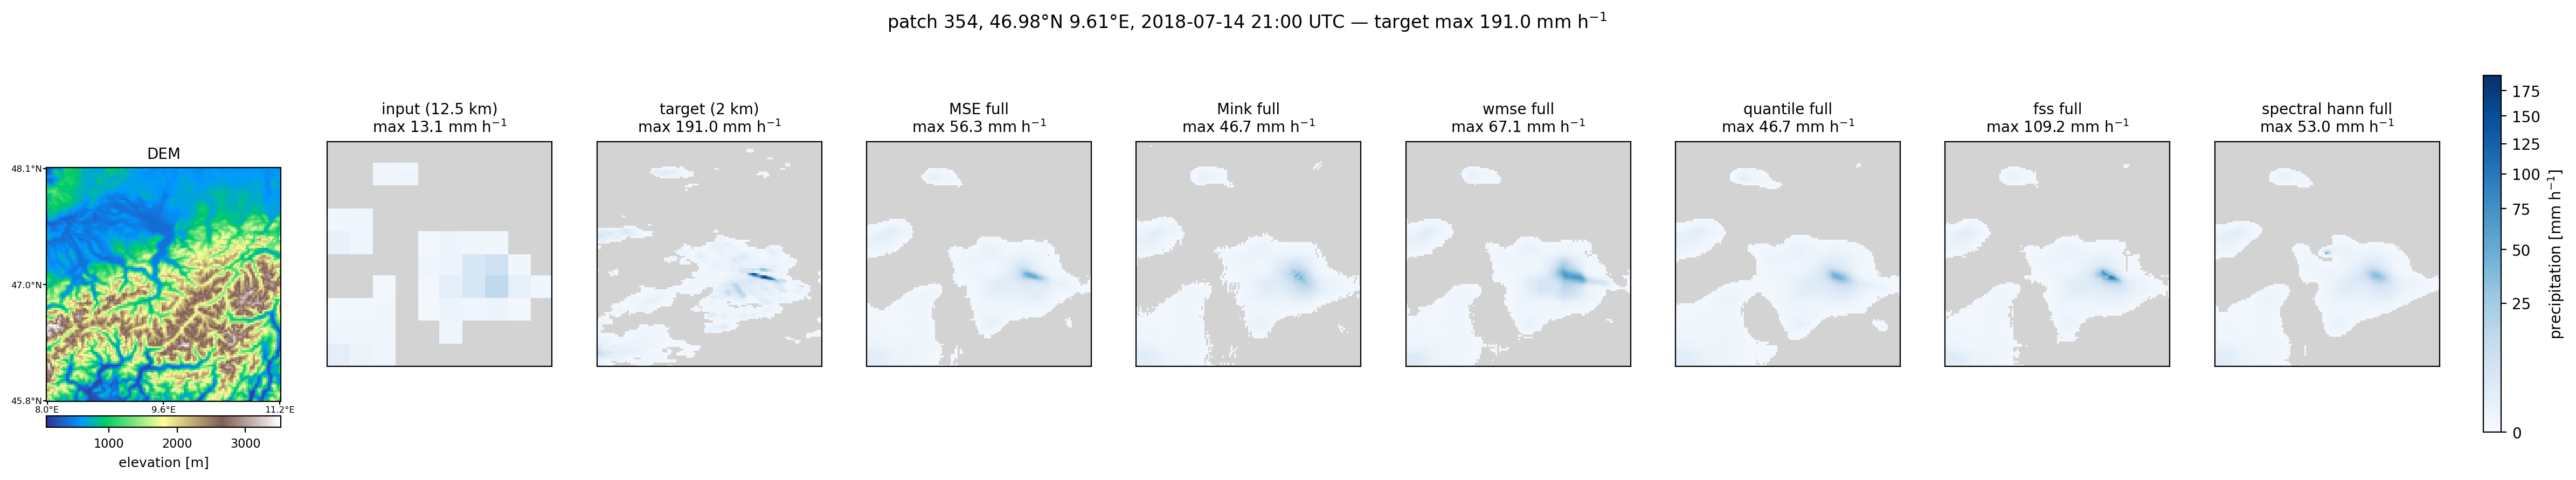 patch 354, 46.98°N 9.61°E, 2018-07-14 21:00 UTC — target max 191.0 mm h⁻¹
DEM
48.1°N
47.0°N
45.8°N
8.0°E 9.6°E 11.2°E
1000 2000 3000
elevation [m]
input (12.5 km)
max 13.1 mm h⁻¹
target (2 km)
max 191.0 mm h⁻¹
MSE full
max 56.3 mm h⁻¹
Mink full
max 46.7 mm h⁻¹
wmse full
max 67.1 mm h⁻¹
quantile full
max 46.7 mm h⁻¹
fss full
max 109.2 mm h⁻¹
spectral hann full
max 53.0 mm h⁻¹
175
150
125
100
75
50
25
0
precipitation [mm h⁻¹]